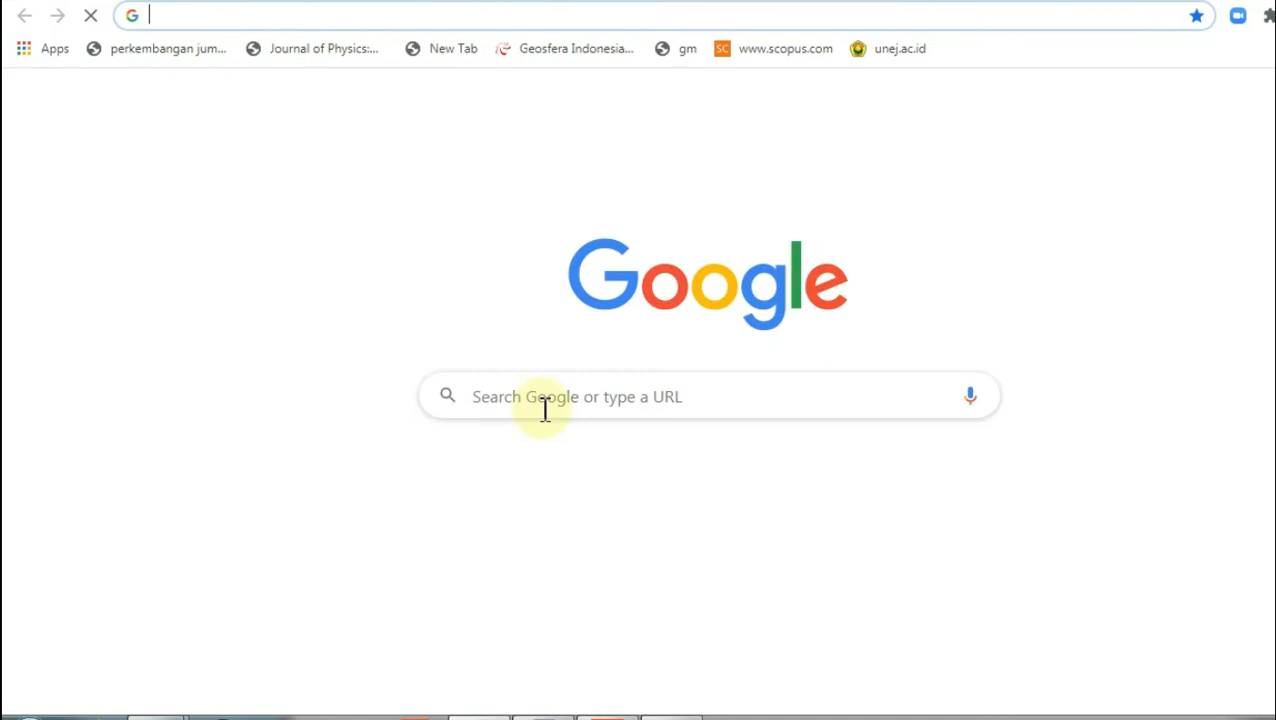 Apps perkembangan jum... Journal of Physics:... New Tab Geosfera Indonesia... gm SC www.scopus.com unej.ac.id
Google
Search Google or type a URL